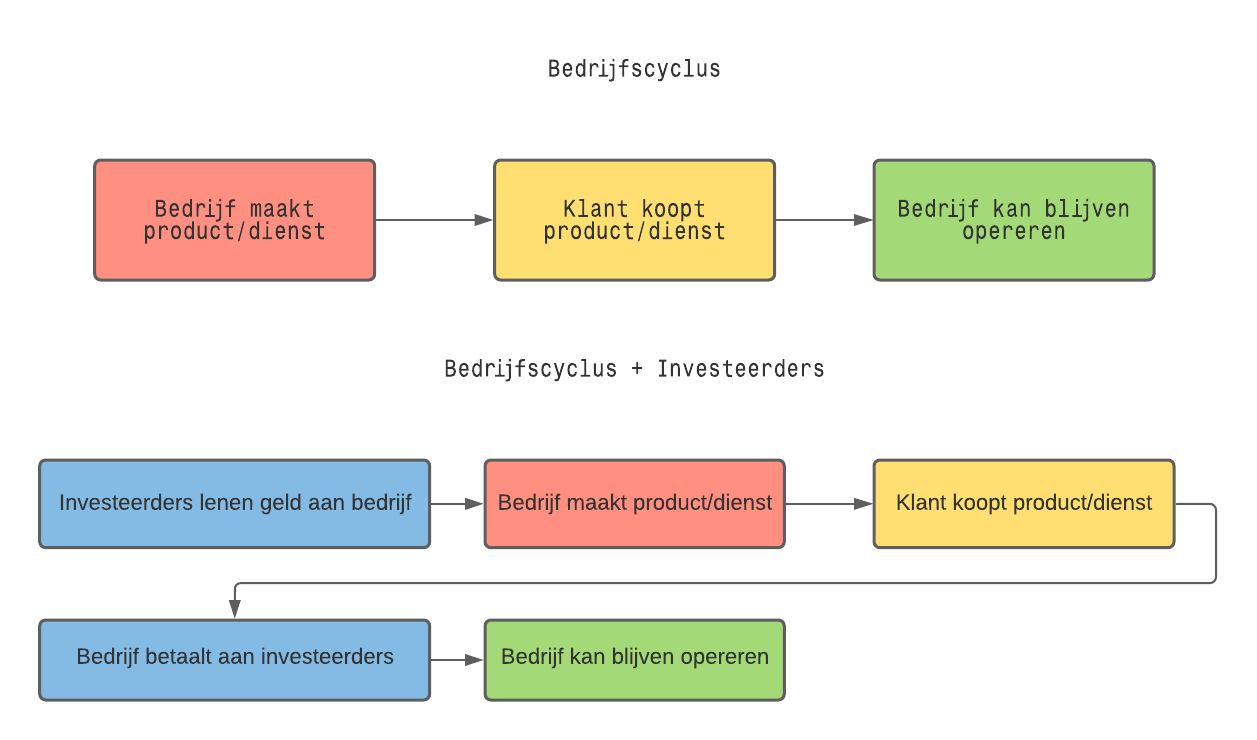 Bedrijfscyclus
Bedrijf maakt
product/dienst
Klant koopt
product/dienst
Bedrijf kan blijven
opereren
Bedrijfscyclus + Investeerders
Investeerders lenen geld aan bedrijf
Bedrijf maakt product/dienst
Klant koopt product/dienst
Bedrijf betaalt aan investeerders
Bedrijf kan blijven opereren